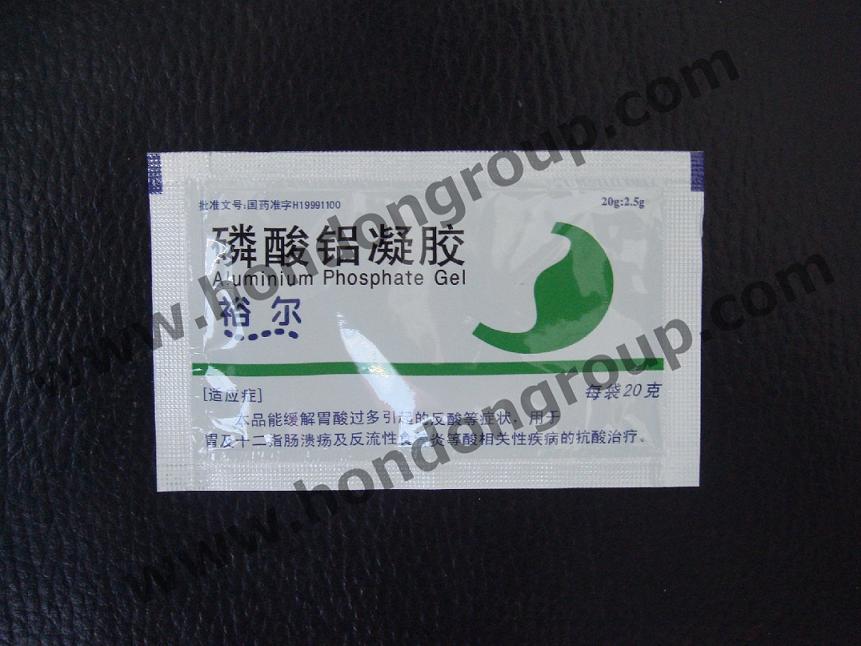 批准文号:国药准字H19991100
20g:2.5g
磷酸铝凝胶
Aluminium Phosphate Gel
裕尔
[适应症]
每袋20克
本品能缓解胃酸过多引起的反酸等症状,用于
胃及十二指肠溃疡及反流性食 炎等酸相关性疾病的抗酸治疗。
www.hondongroup.com
www.hondongroup.com